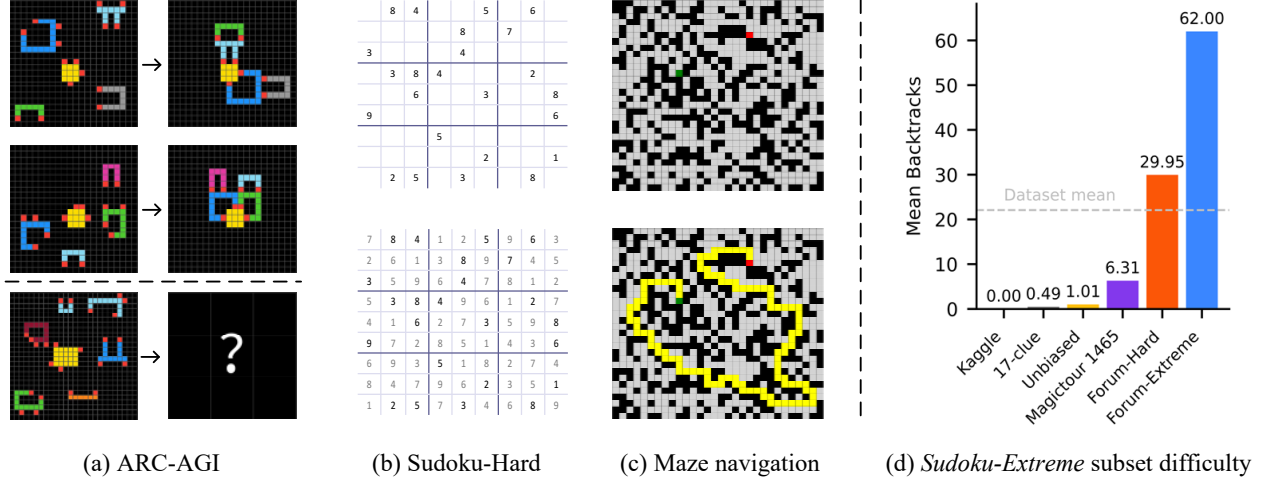 ?
8 4 5 6
8 7
3 4
3 8 4 2
6 3 8
9 6
5
2 1
2 5 3 8
7 8 4 1 2 5 9 6 3
2 6 1 3 8 9 7 4 5
3 5 9 6 4 7 8 1 2
5 3 8 4 9 6 1 2 7
4 1 6 2 7 3 5 9 8
9 7 2 8 5 1 4 3 6
6 9 3 5 1 8 2 7 4
8 4 7 9 6 2 3 5 1
1 2 5 7 3 4 6 8 9
Mean Backtracks
60
50
40
30
20
10
0
Dataset mean
0.00
0.49
1.01
6.31
29.95
62.00
Kaggle
17-clue
Unbiased
Magictour 1465
Forum-Hard
Forum-Extreme
(a) ARC-AGI
(b) Sudoku-Hard
(c) Maze navigation
(d) Sudoku-Extreme subset difficulty